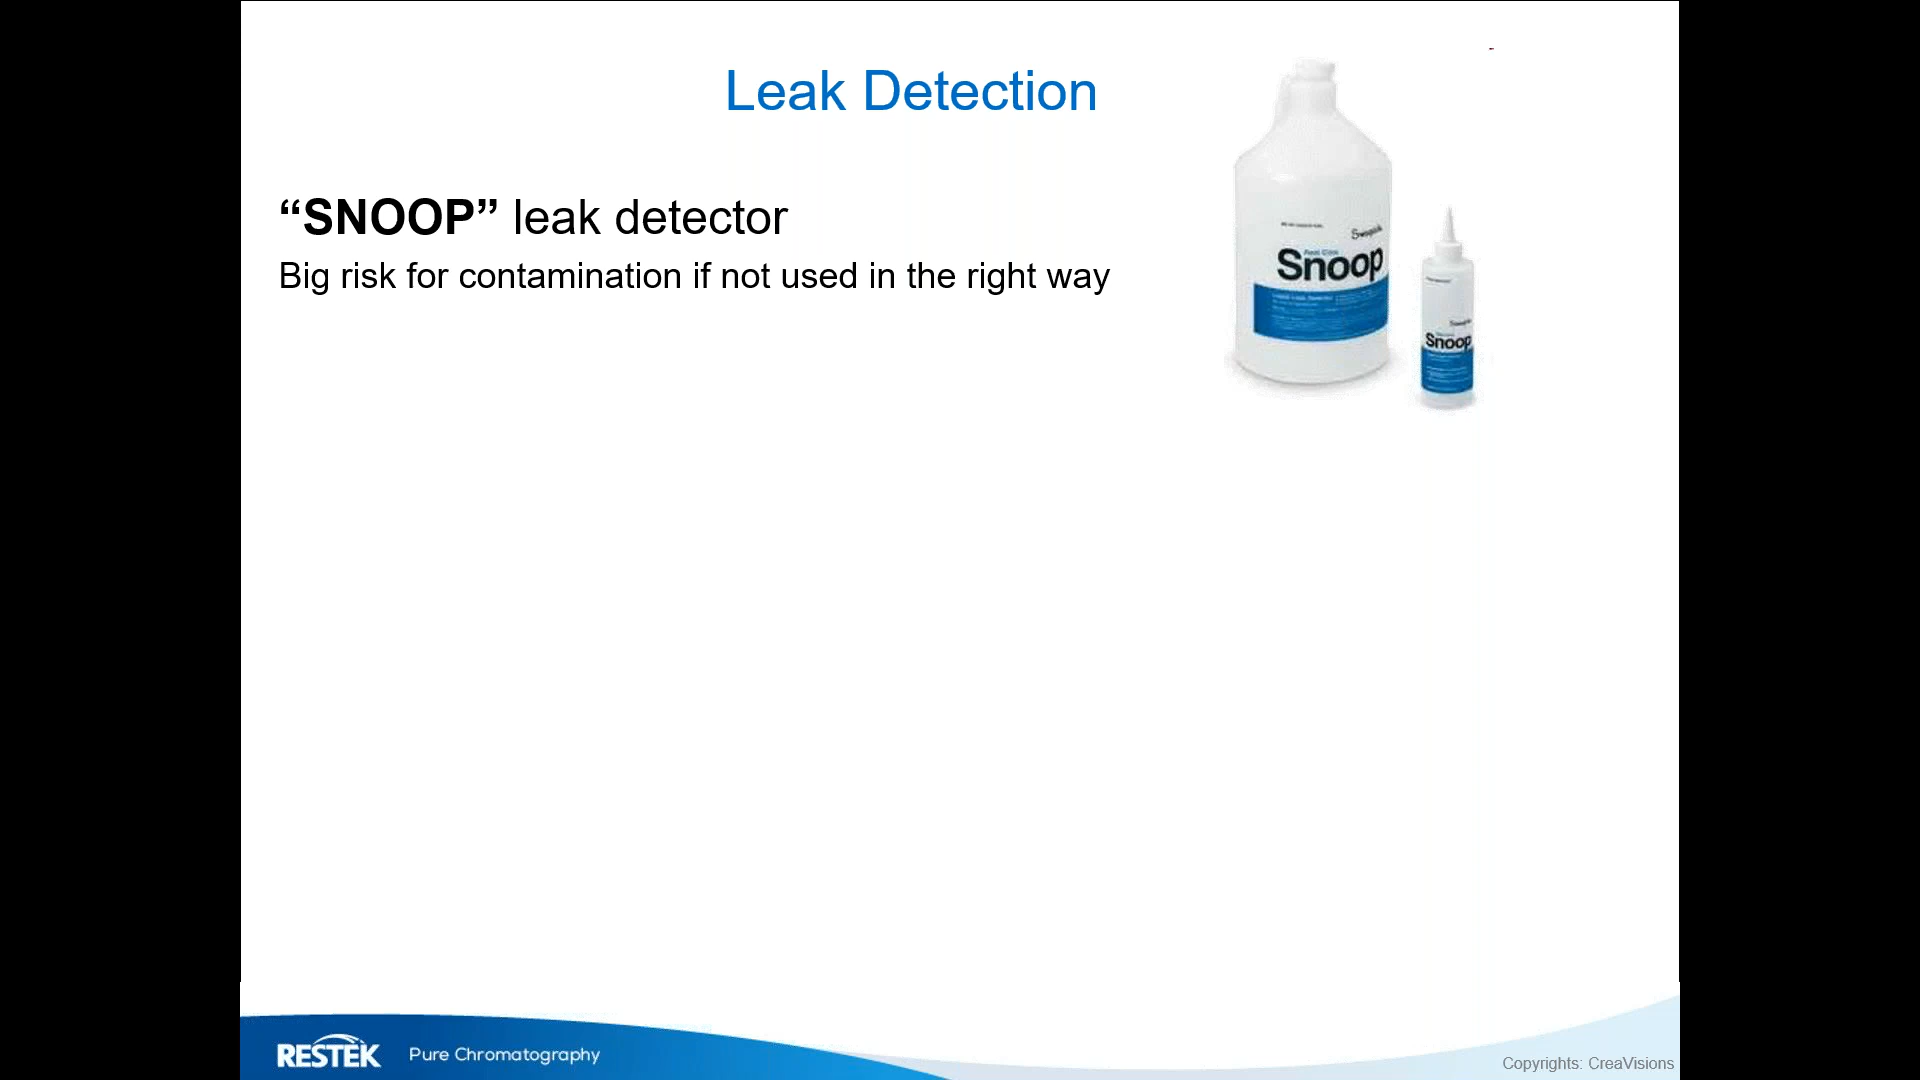 Leak Detection
“SNOOP” leak detector
Big risk for contamination if not used in the right way
Swagelok
Snoop
Snoop
RESTEK Pure Chromatography
Copyrights: CreaVisions